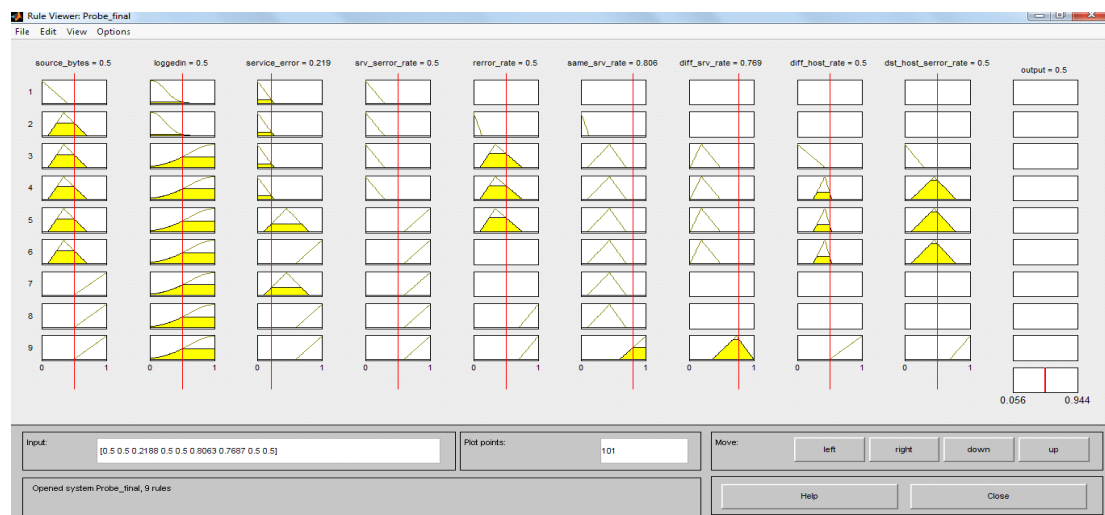 Rule Viewer: Probe_final
File Edit View Options
source_bytes = 0.5 loggedin = 0.5 service_error = 0.219 srv_serror_rate = 0.5 rerror_rate = 0.5 same_srv_rate = 0.806 diff_srv_rate = 0.769 diff_host_rate = 0.5 dst_host_serror_rate = 0.5 output = 0.5
1
2
3
4
5
6
7
8
9
0 1 0 1 0 1 0 1 0 1 0 1 0 1 0 1 0 1
0.056 0.944
Input: [0.5 0.5 0.2188 0.5 0.5 0.8063 0.7687 0.5 0.5] Plot points: 101 Move: left right down up
Opened system Probe_final, 9 rules Help Close